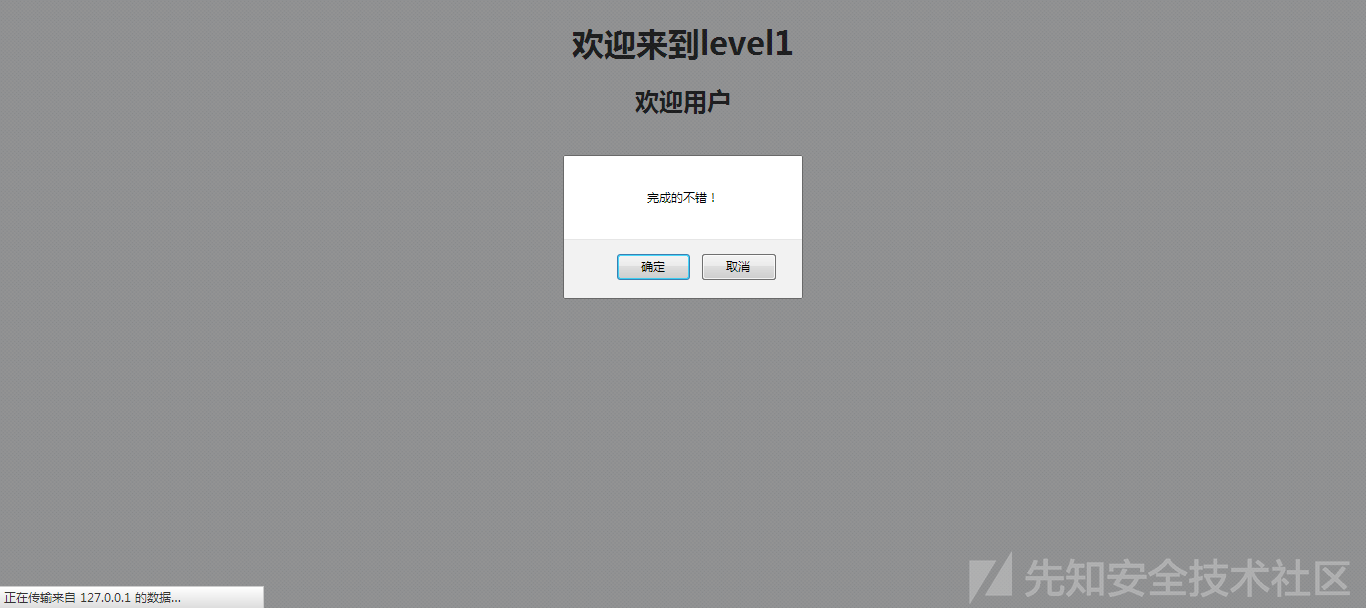 欢迎来到level1
欢迎用户
完成的不错！
确定
取消
先知安全技术社区
正在传输来自 127.0.0.1 的数据...